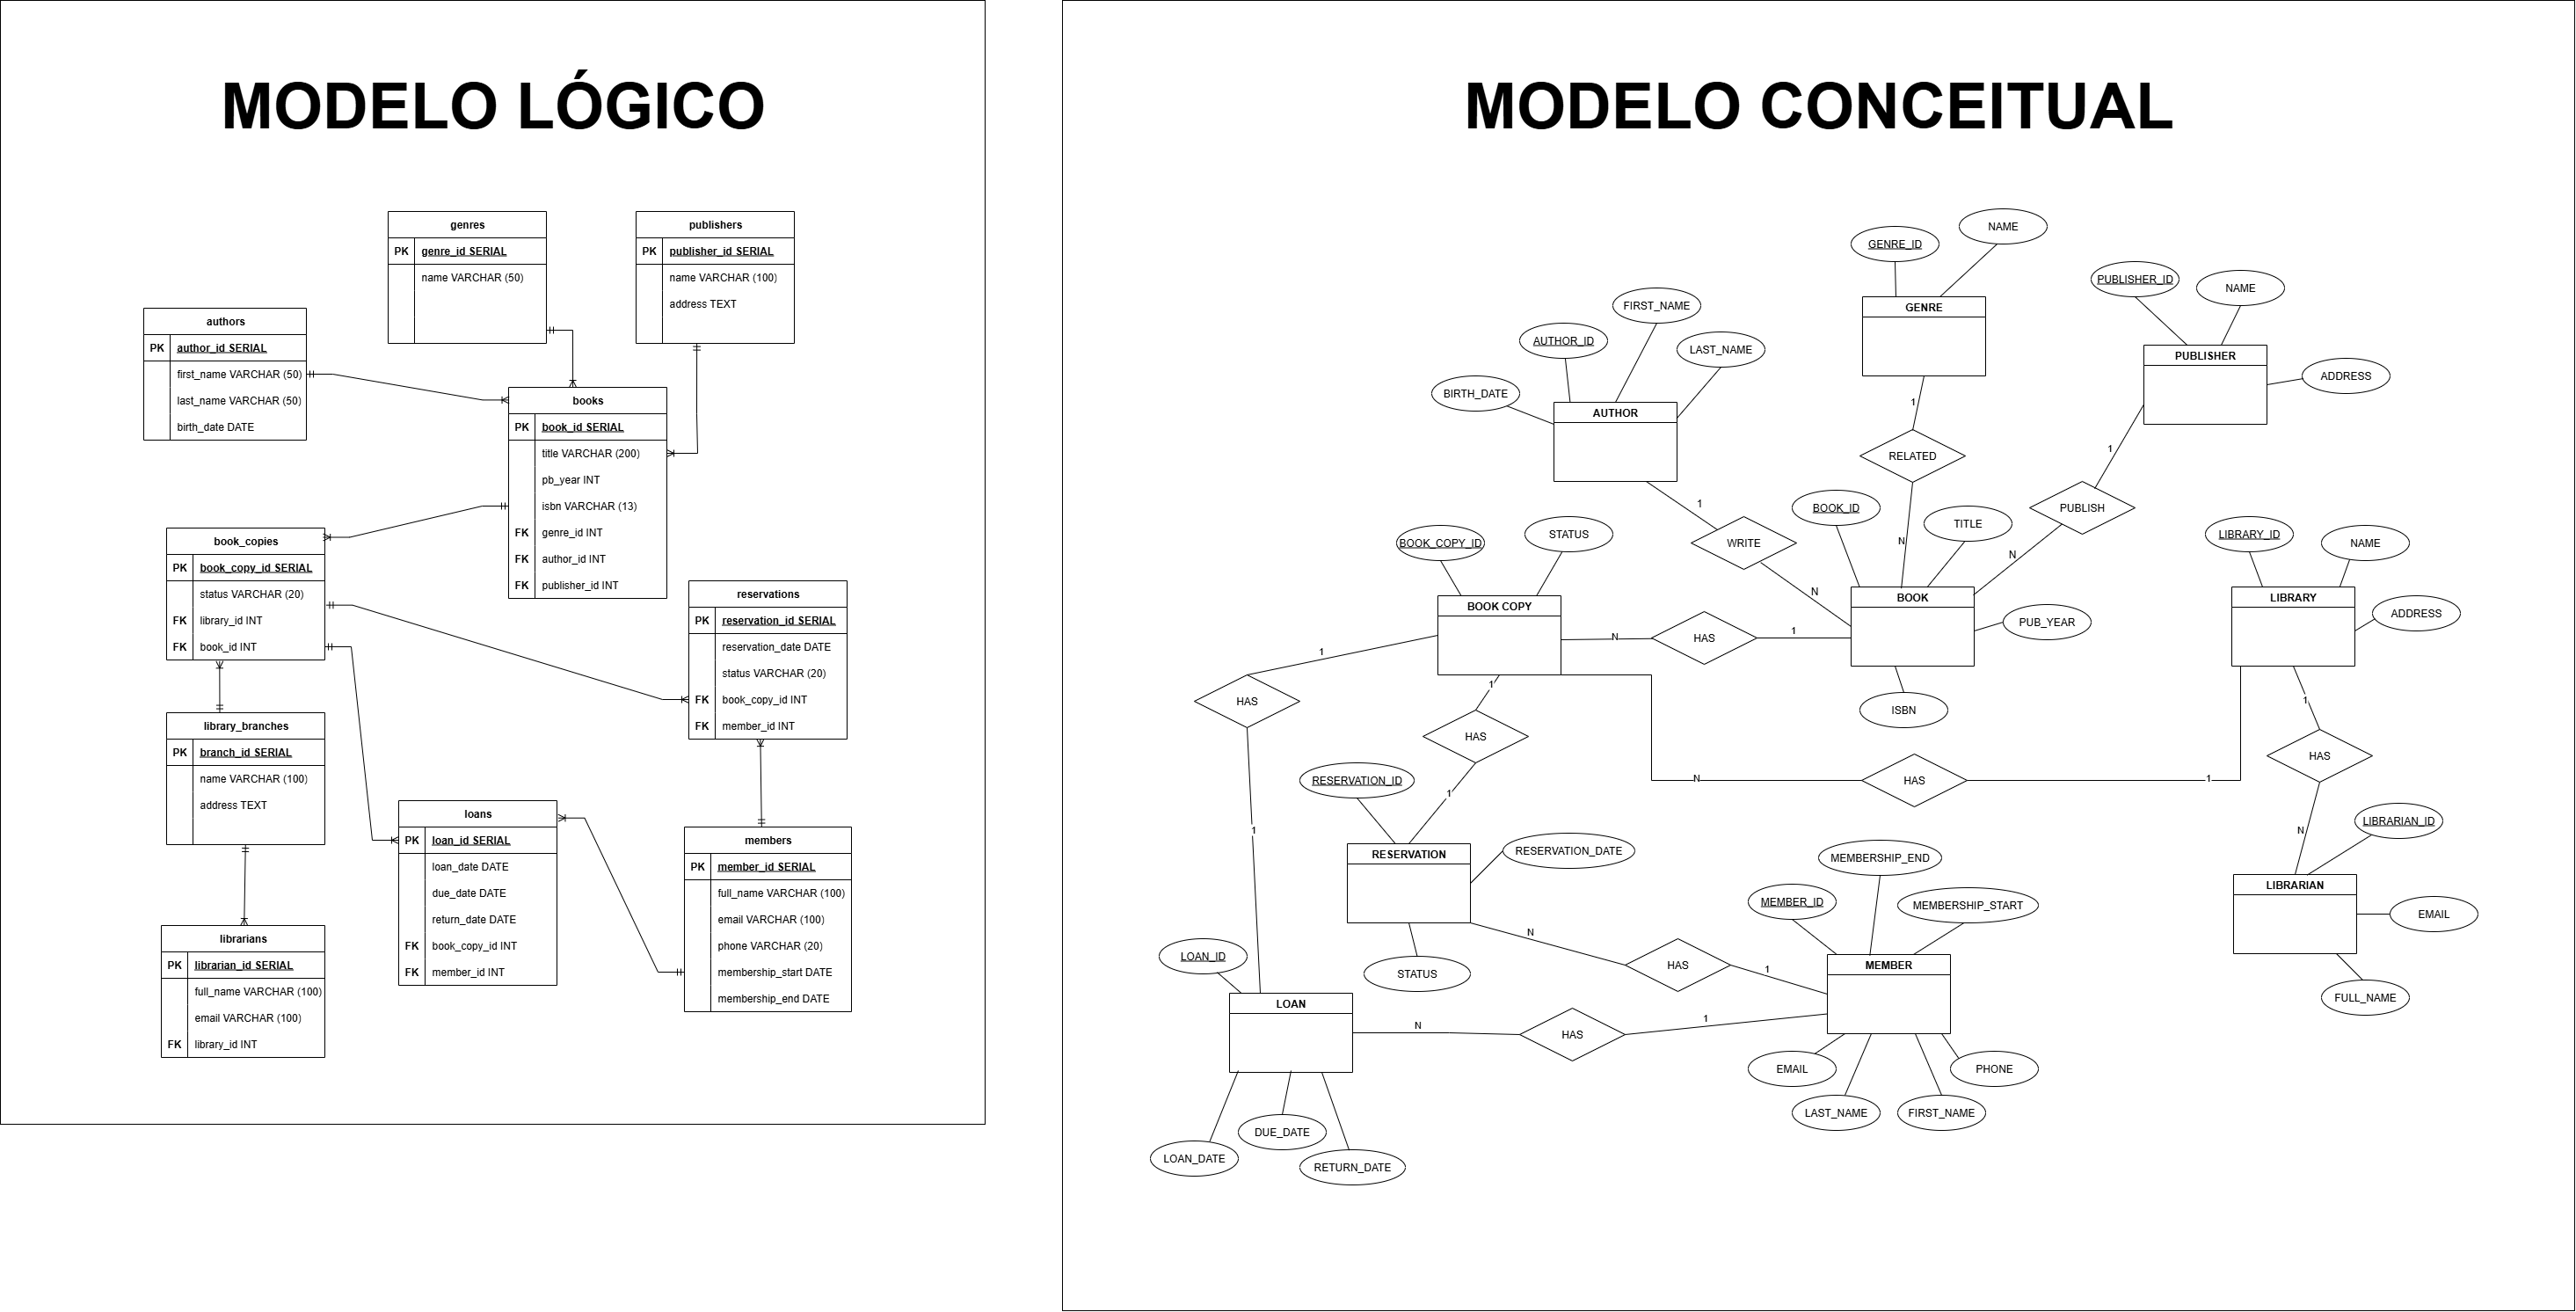 MODELO LÓGICO
genres
PK genre_id SERIAL
name VARCHAR (50)
publishers
PK publisher_id SERIAL
name VARCHAR (100)
address TEXT
authors
PK author_id SERIAL
first_name VARCHAR (50)
last_name VARCHAR (50)
birth_date DATE
books
PK book_id SERIAL
title VARCHAR (200)
pb_year INT
isbn VARCHAR (13)
FK genre_id INT
FK author_id INT
FK publisher_id INT
book_copies
PK book_copy_id SERIAL
status VARCHAR (20)
FK library_id INT
FK book_id INT
reservations
PK reservation_id SERIAL
reservation_date DATE
status VARCHAR (20)
FK book_copy_id INT
FK member_id INT
library_branches
PK branch_id SERIAL
name VARCHAR (100)
address TEXT
loans
PK loan_id SERIAL
loan_date DATE
due_date DATE
return_date DATE
FK book_copy_id INT
FK member_id INT
members
PK member_id SERIAL
full_name VARCHAR (100)
email VARCHAR (100)
phone VARCHAR (20)
membership_start DATE
membership_end DATE
librarians
PK librarian_id SERIAL
full_name VARCHAR (100)
email VARCHAR (100)
FK library_id INT
MODELO CONCEITUAL
NAME
GENRE_ID
GENRE
PUBLISHER_ID
NAME
PUBLISHER
ADDRESS
FIRST_NAME
AUTHOR_ID
LAST_NAME
BIRTH_DATE
AUTHOR
1
RELATED
N
1
PUBLISH
N
1
WRITE
N
BOOK_ID
TITLE
BOOK
PUB_YEAR
ISBN
BOOK_COPY_ID
STATUS
BOOK COPY
N
HAS
1
LIBRARY_ID
NAME
LIBRARY
ADDRESS
1
HAS
1
1
HAS
1
N
HAS
1
1
HAS
N
RESERVATION_ID
RESERVATION
RESERVATION_DATE
STATUS
LIBRARIAN_ID
LIBRARIAN
EMAIL
FULL_NAME
MEMBERSHIP_END
MEMBER_ID
MEMBERSHIP_START
MEMBER
N
HAS
1
LOAN_ID
LOAN
N
HAS
1
EMAIL
PHONE
LAST_NAME
FIRST_NAME
DUE_DATE
LOAN_DATE
RETURN_DATE